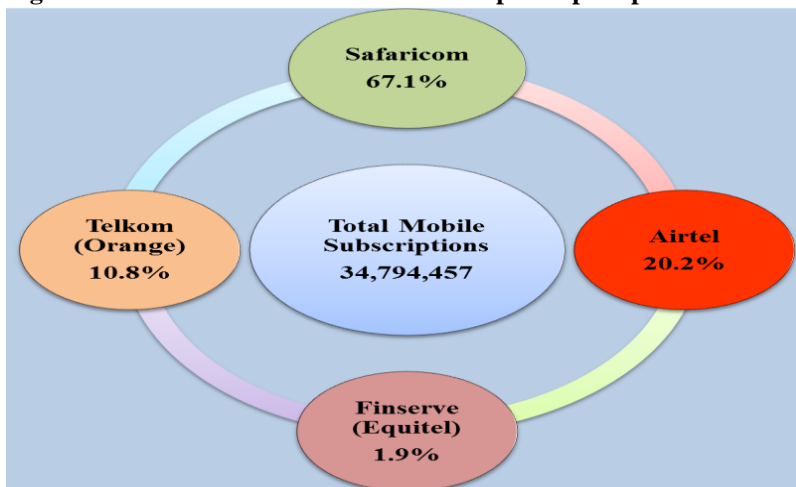 Safaricom
67.1%
Telkom
(Orange)
10.8%
Total Mobile
Subscriptions
34,794,457
Airtel
20.2%
Finserve
(Equitel)
1.9%